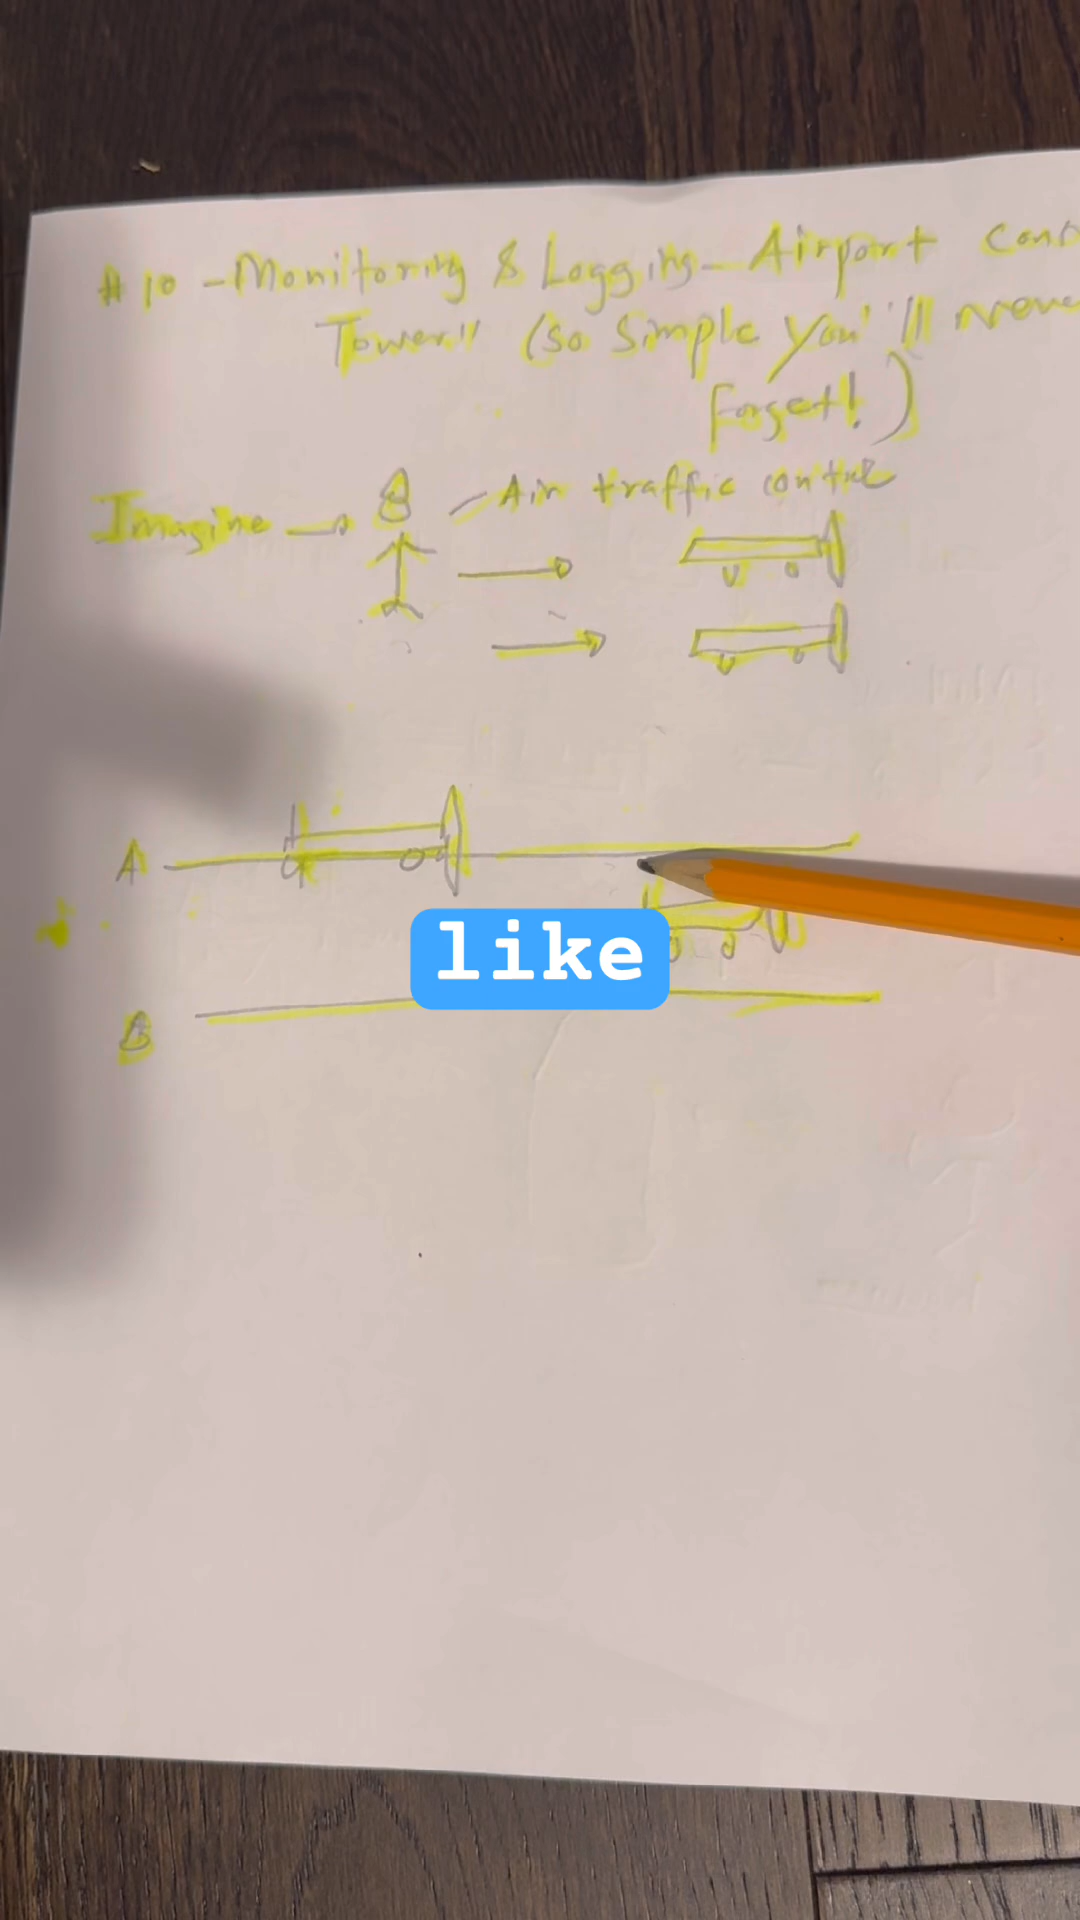 #10 - Monitoring & Logging - Airport
Tower" (so simple you'll
forget!)
Imagine → Air traffic control
A
like
B